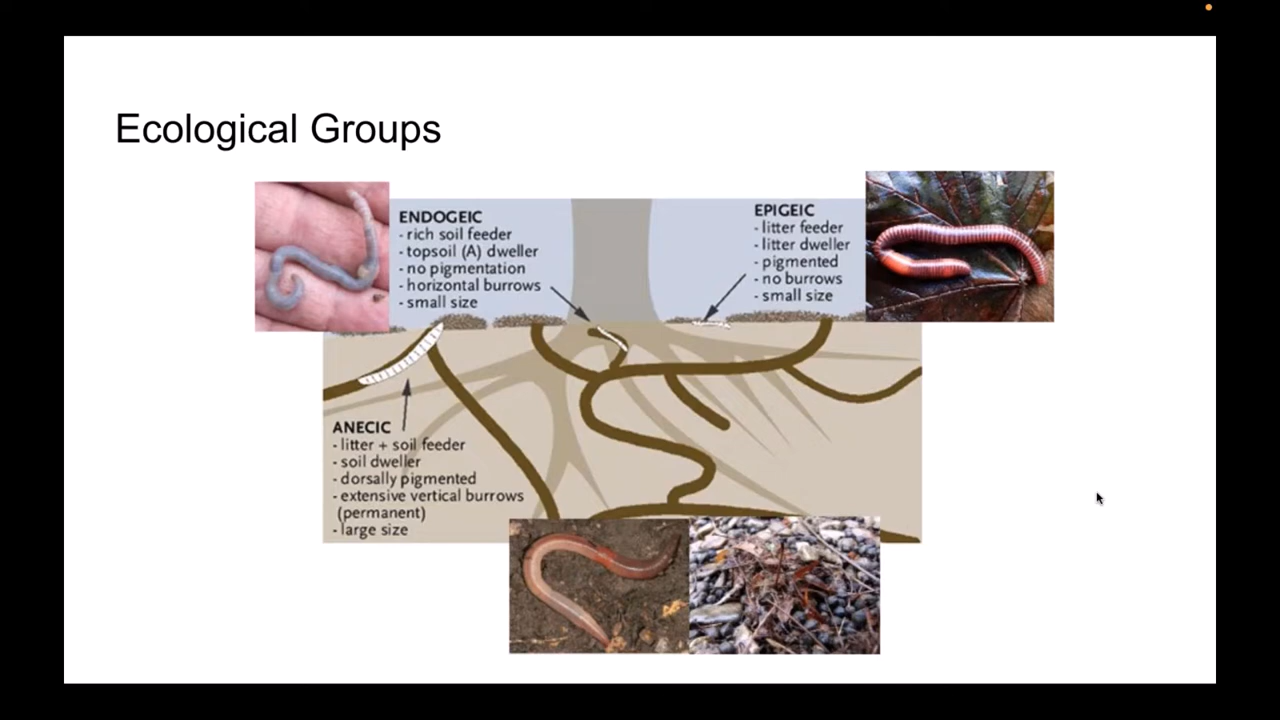 Ecological Groups
ENDOGEIC
- rich soil feeder
- topsoil (A) dweller
- no pigmentation
- horizontal burrows
- small size
EPIGEIC
- litter feeder
- litter dweller
- pigmented
- no burrows
- small size
ANECIC
- litter + soil feeder
- soil dweller
- dorsally pigmented
- extensive vertical burrows
(permanent)
- large size